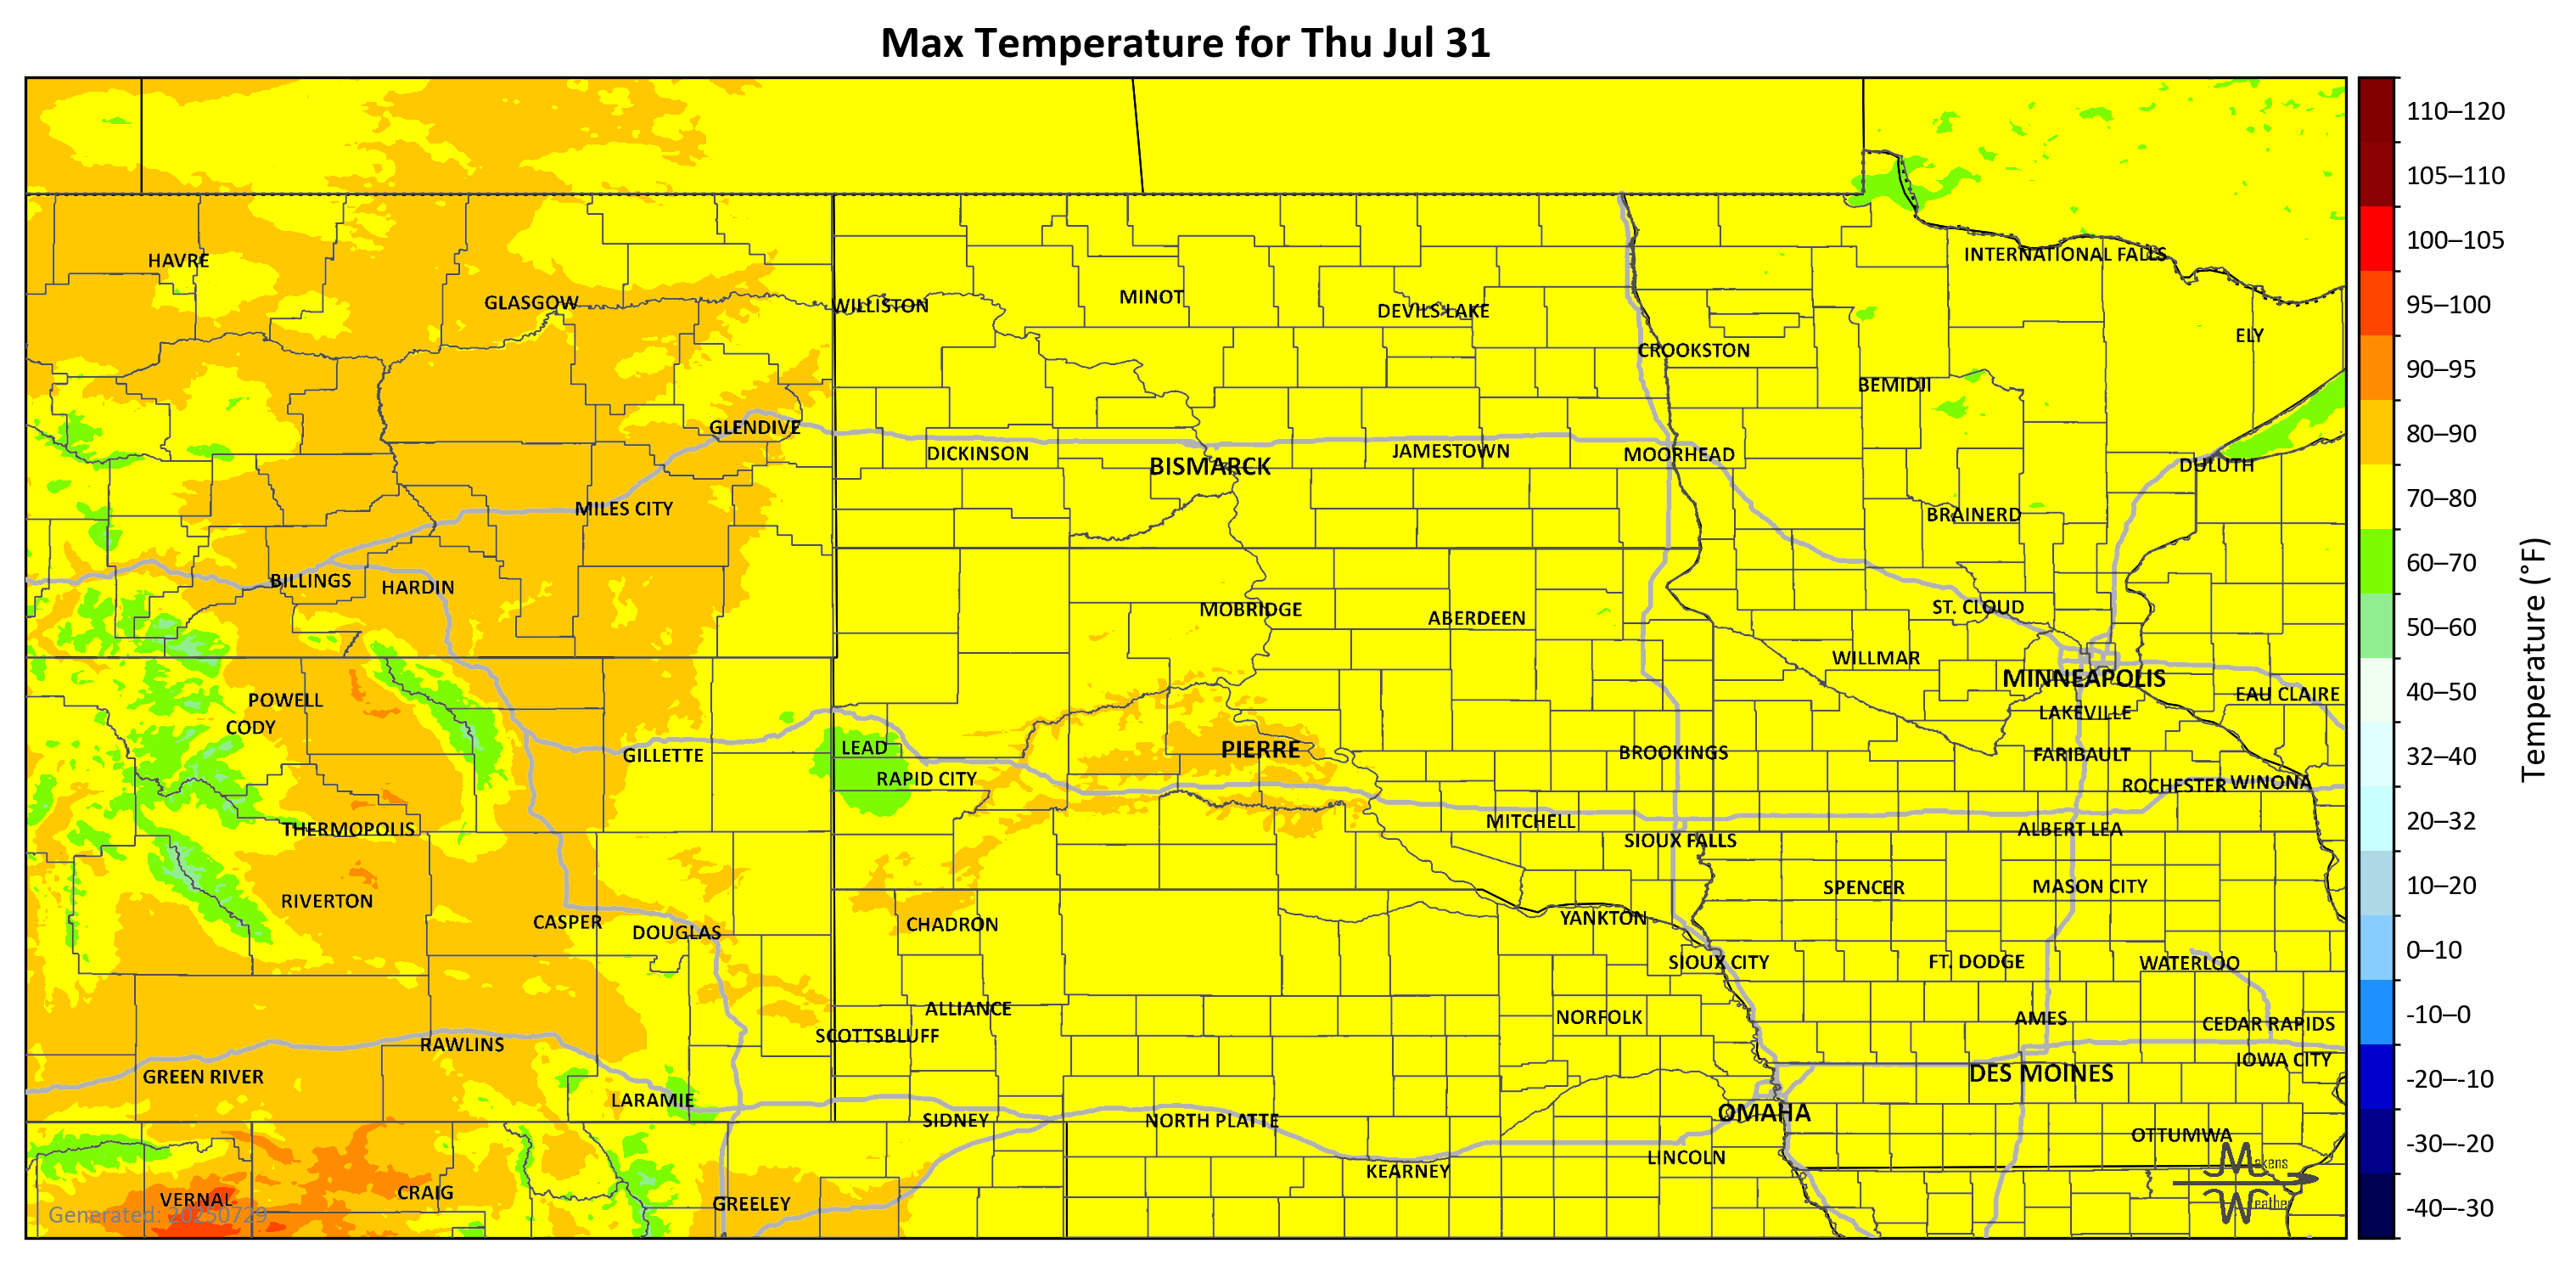 Max Temperature for Thu Jul 31
110–120
105–110
HAVRE
INTERNATIONAL FALLS
100–105
GLASGOW
WILLISTON
MINOT
DEVILS LAKE
95–100
ELY
CROOKSTON
BEMIDJI
90–95
GLENDIVE
DICKINSON
BISMARCK
JAMESTOWN
MOORHEAD
DULUTH
80–90
MILES CITY
BRAINERD
70–80
BILLINGS
HARDIN
60–70
MOBRIDGE
ABERDEEN
ST. CLOUD
50–60
WILLMAR
MINNEAPOLIS
POWELL
CODY
EAU CLAIRE
40–50
LAKEVILLE
GILLETTE
LEAD
RAPID CITY
PIERRE
BROOKINGS
FARIBAULT
32–40
ROCHESTER
WINONA
Temperature (°F)
THERMOPOLIS
MITCHELL
SIOUX FALLS
ALBERT LEA
20–32
RIVERTON
SPENCER
MASON CITY
10–20
CASPER
DOUGLAS
CHADRON
YANKTON
SIOUX CITY
FT. DODGE
WATERLOO
0–10
ALLIANCE
SCOTTSBLUFF
NORFOLK
AMES
CEDAR RAPIDS
-10–0
RAWLINS
GREEN RIVER
IOWA CITY
DES MOINES
-20–-10
LARAMIE
SIDNEY
NORTH PLATTE
OMAHA
OTTUMWA
-30–-20
KEARNEY
LINCOLN
Makens
Weather
VERNAL
CRAIG
GREELEY
-40–-30
Generated: 20250729